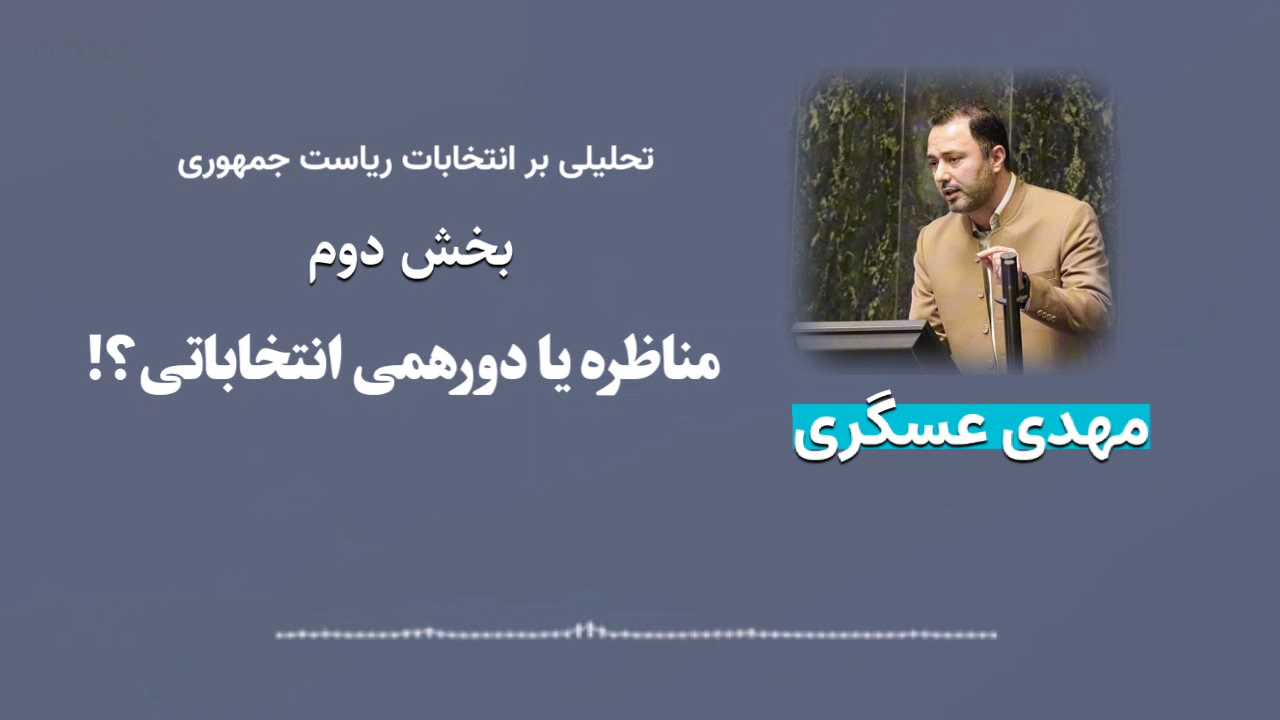 تحلیلی بر انتخابات ریاست جمهوری
بخش دوم
مناظره یا دورهمی انتخاباتی؟!
مهدی عسگری